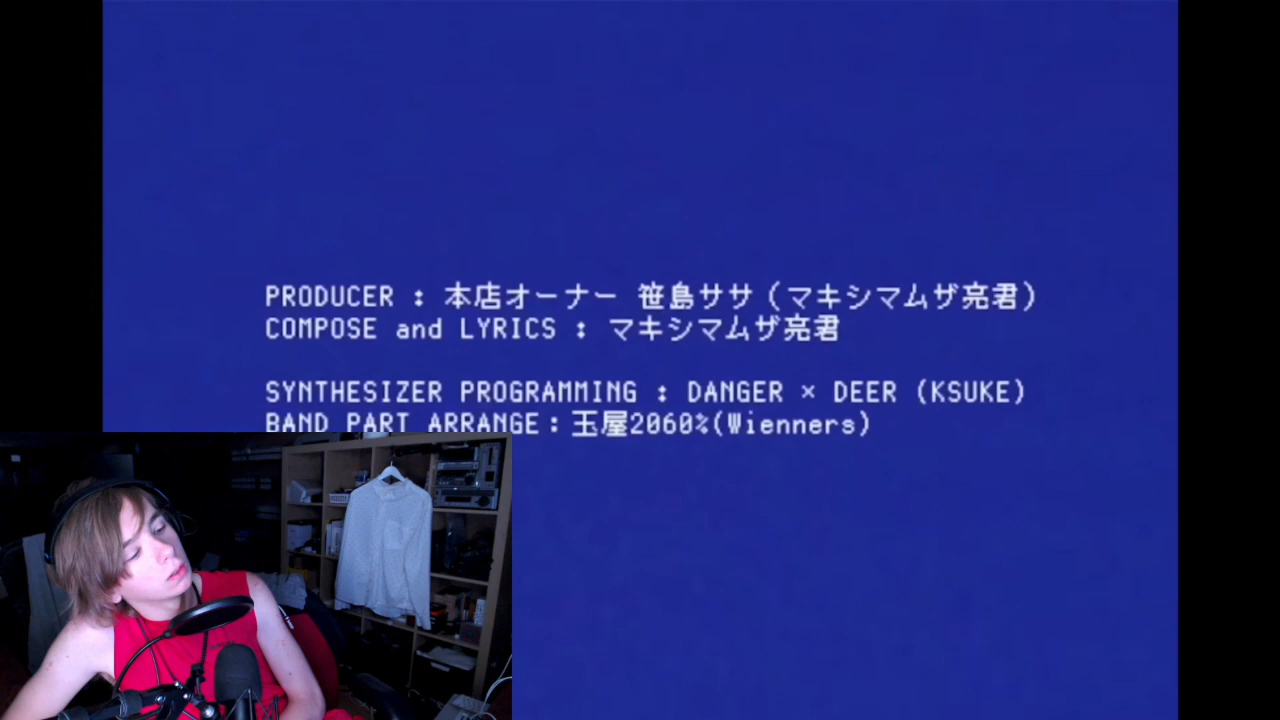 PRODUCER : 本店オーナー 笹島ササ (マキシマムザ亮君)
COMPOSE and LYRICS : マキシマムザ亮君
SYNTHESIZER PROGRAMMING : DANGER × DEER (KSUKE)
BAND PART ARRANGE : 玉屋2060%(Wienners)